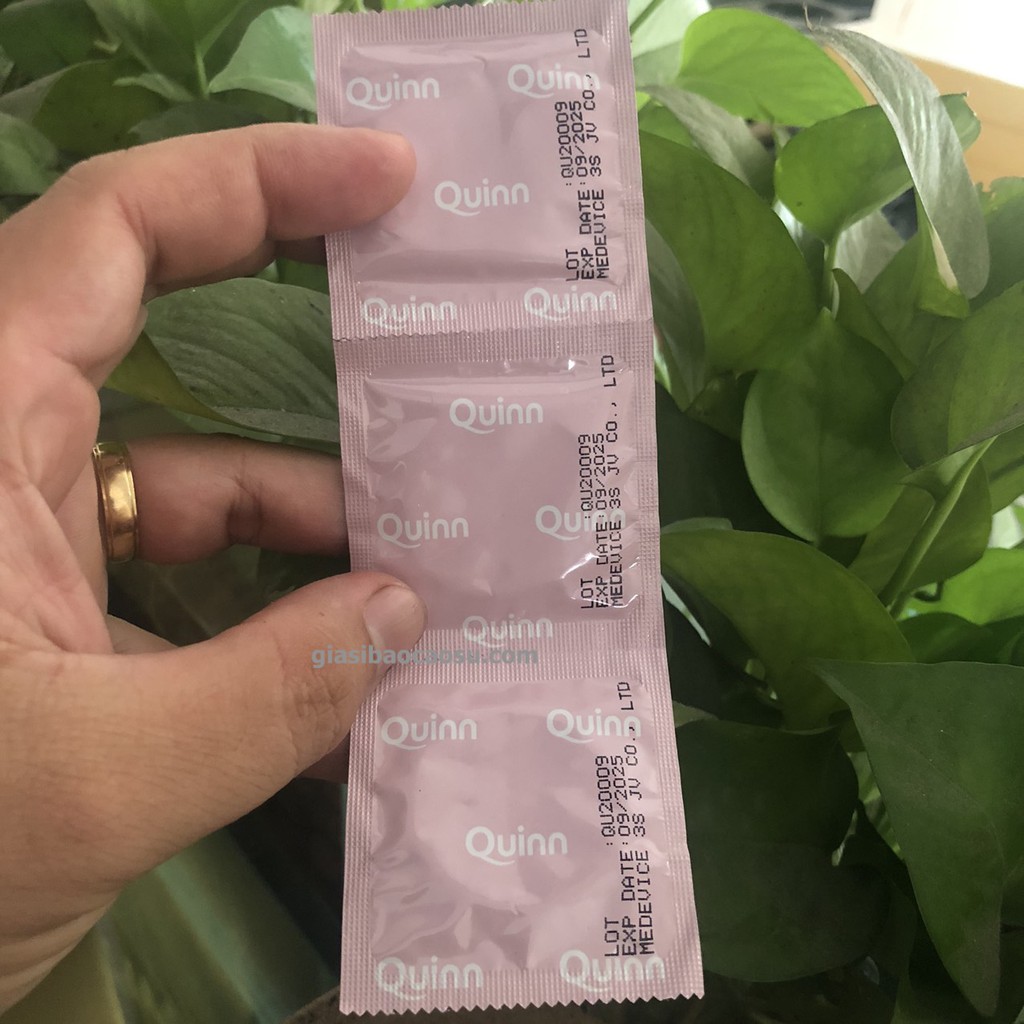 Quinn
Quinn
Quinn
Quinn
Quinn
LOT :QU20009
EXP DATE:09/2025
MEDEVICE 3S JV Co., LTD
Quinn
Quinn
Quinn
Quinn
LOT :QU20009
EXP DATE:09/2025
MEDEVICE 3S JV Co., LTD
giasibaocaosu.com
Quinn
Quinn
Quinn
Quinn
Quinn
LOT :QU20009
EXP DATE:09/2025
MEDEVICE 3S JV Co., LTD